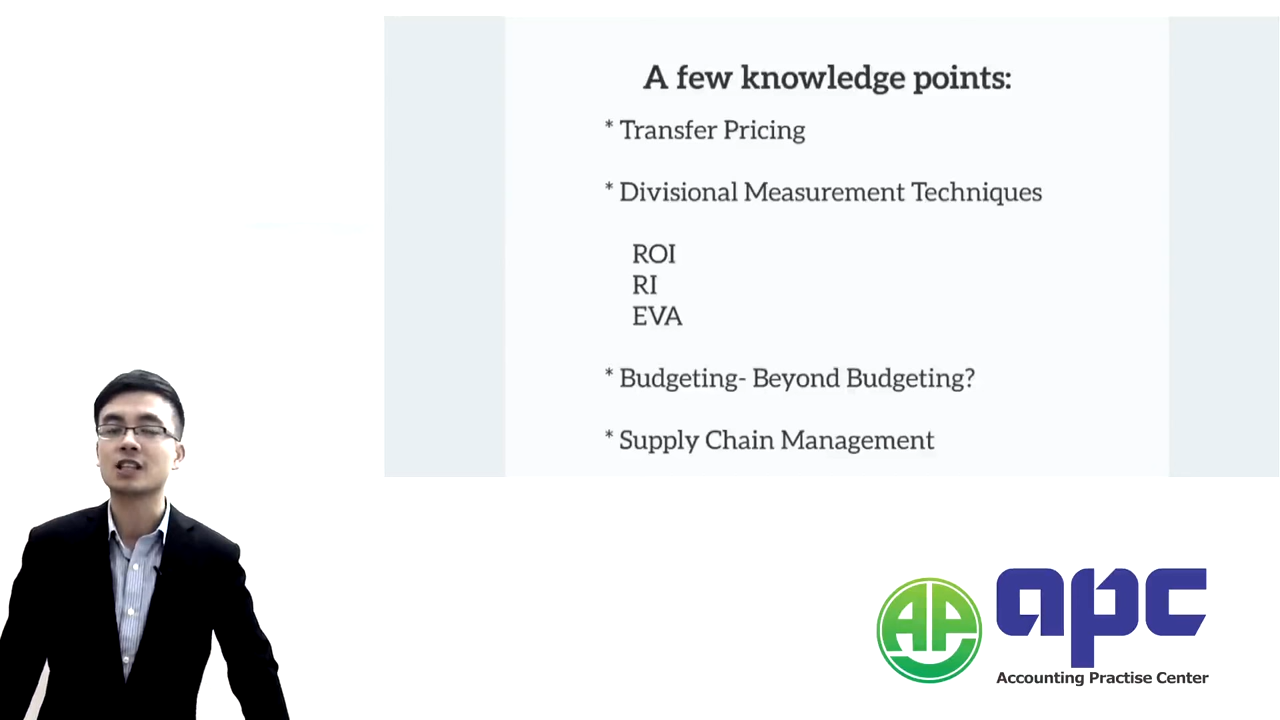 A few knowledge points:
* Transfer Pricing
* Divisional Measurement Techniques
ROI
RI
EVA
* Budgeting- Beyond Budgeting?
* Supply Chain Management
AP
apc
Accounting Practise Center